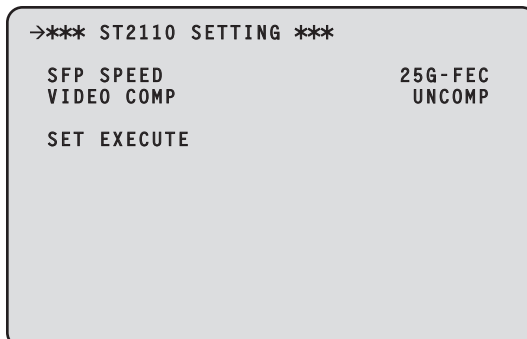 →*** ST2110 SETTING ***
SFP SPEED 25G-FEC
VIDEO COMP UNCOMP
SET EXECUTE